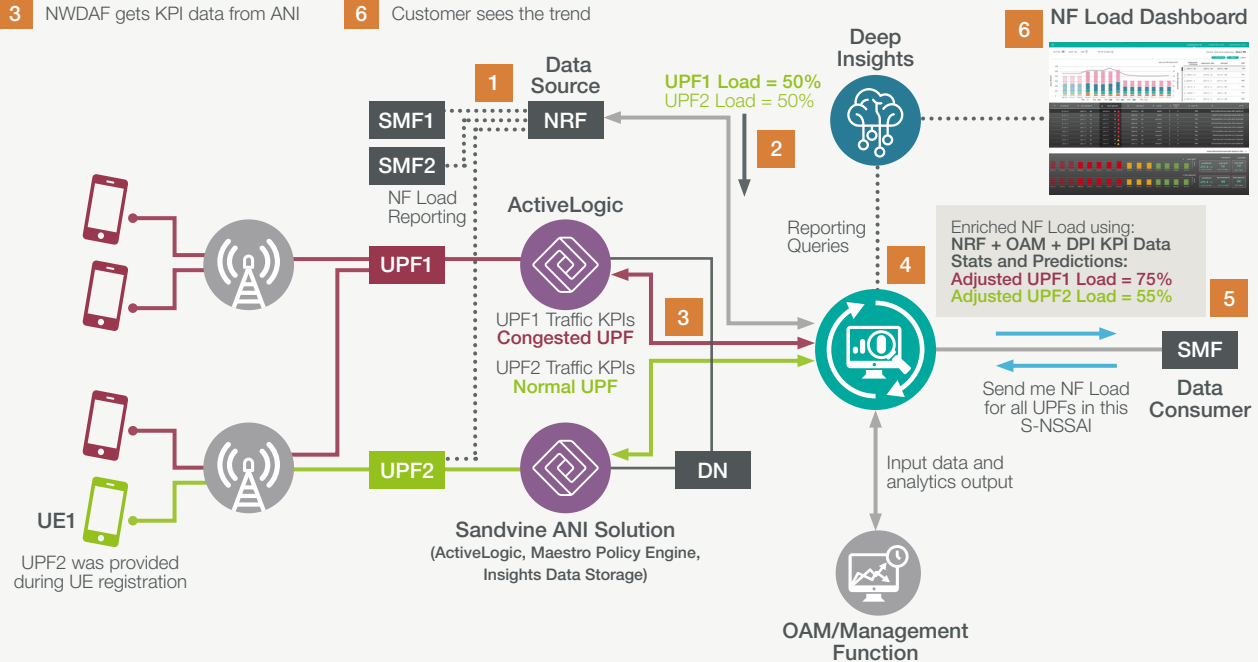 3 NWDAF gets KPI data from ANI
6 Customer sees the trend
6 NF Load Dashboard
Deep
Insights
Data
Source
1
UPF1 Load = 50%
UPF2 Load = 50%
SMF1
NRF
SMF2
2
NF Load
Reporting
ActiveLogic
Reporting
Queries
Enriched NF Load using:
NRF + OAM + DPI KPI Data
Stats and Predictions:
Adjusted UPF1 Load = 75%
Adjusted UPF2 Load = 55%
4
5
UPF1
UPF1 Traffic KPIs
Congested UPF
3
UPF2 Traffic KPIs
Normal UPF
SMF
Data
Consumer
Send me NF Load
for all UPFs in this
S-NSSAI
UPF2
DN
Input data and
analytics output
UE1
UPF2 was provided
during UE registration
Sandvine ANI Solution
(ActiveLogic, Maestro Policy Engine,
Insights Data Storage)
OAM/Management
Function